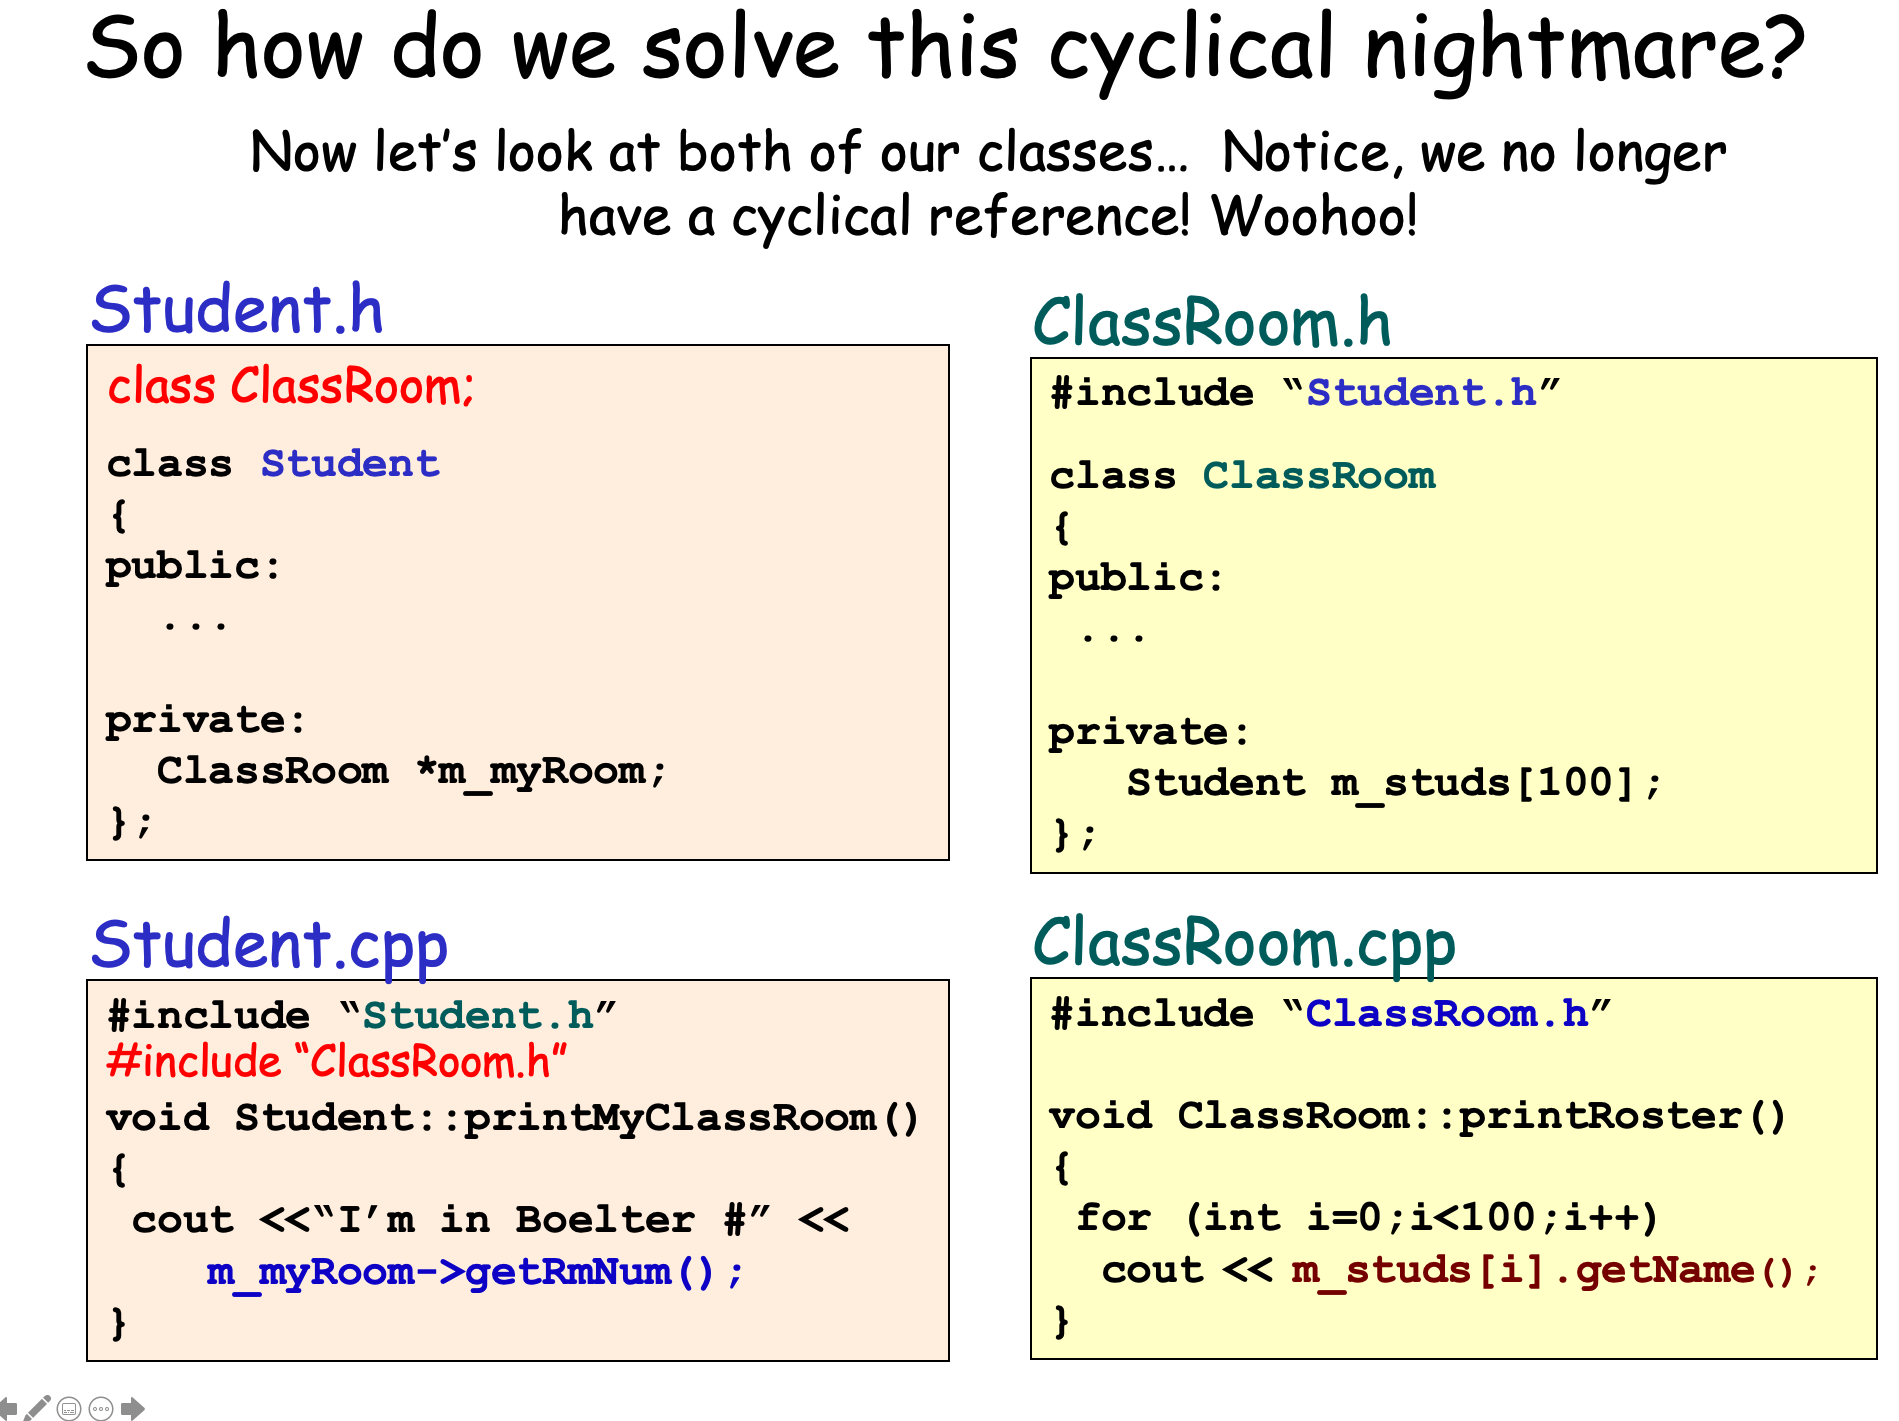 So how do we solve this cyclical nightmare?
Now let’s look at both of our classes…  Notice, we no longer
have a cyclical reference! Woohoo!
Student.h
class ClassRoom;
class Student
{
public:
...
private:
ClassRoom *m_myRoom;
};
ClassRoom.h
#include “Student.h”
class ClassRoom
{
public:
...
private:
Student m_studs[100];
};
Student.cpp
#include “Student.h”
#include “ClassRoom.h”
void Student::printMyClassRoom()
{
cout <<“I’m in Boelter #” <<
m_myRoom->getRmNum();
}
ClassRoom.cpp
#include “ClassRoom.h”
void ClassRoom::printRoster()
{
for (int i=0;i<100;i++)
cout << m_studs[i].getName();
}